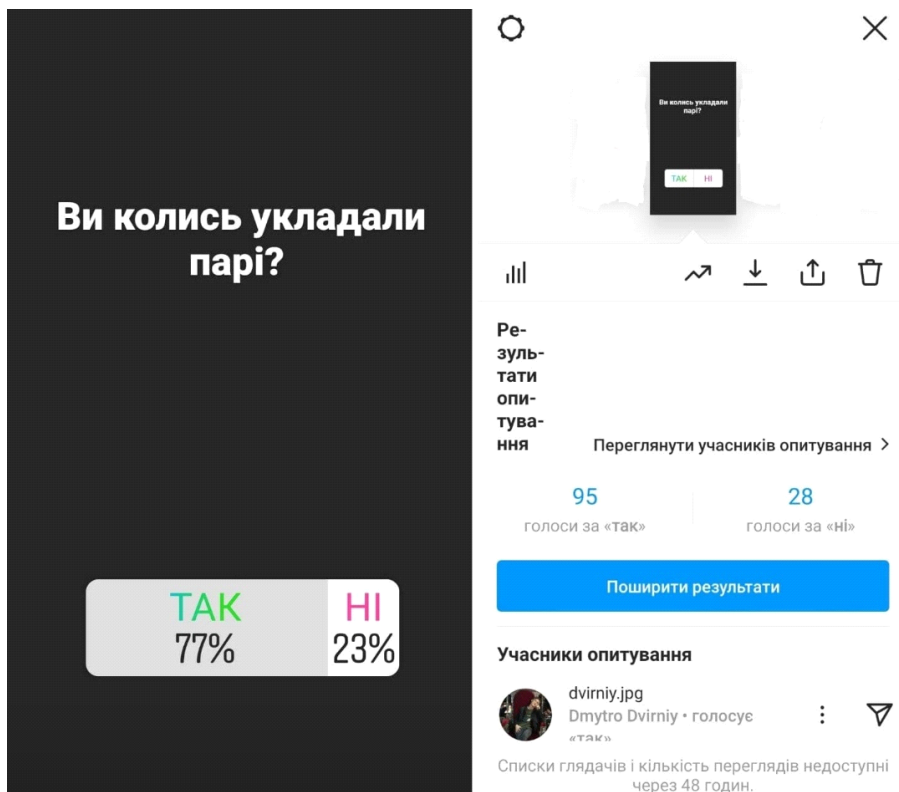 Ви колись укладали
парі?
ТАК
НІ
77%
23%
Ви колись укладали
парі?
ТАК
НІ
Ре-
зуль-
тати
опи-
тува-
ння
Переглянути учасників опитування
95
28
голоси за «так»
голоси за «ні»
Поширити результати
Учасники опитування
dvirniy.jpg
Dmytro Dvirniy • голосує
«так»
Списки глядачів і кількість переглядів недоступні
через 48 годин.